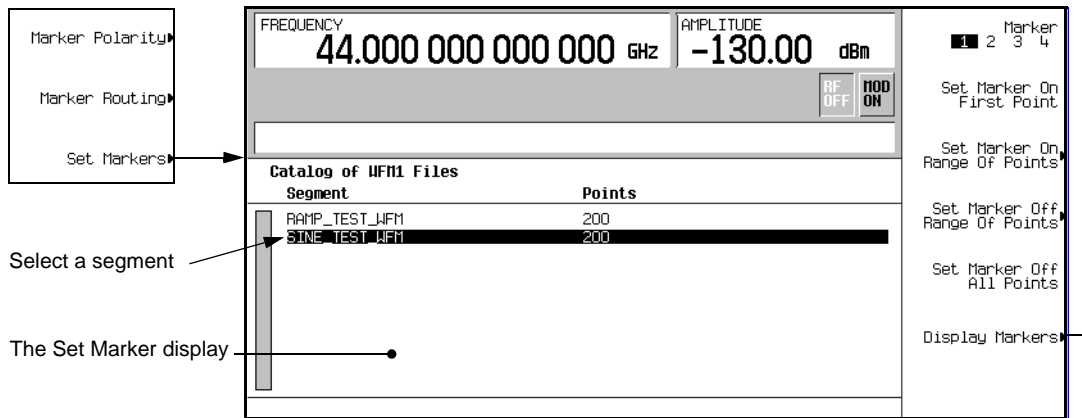 Marker Polarity
Marker Routing
Set Markers
Select a segment
The Set Marker display
FREQUENCY
44.000 000 000 000 GHz
AMPLITUDE
-130.00 dBm
RF OFF
MOD ON
Catalog of WFM1 Files
Segment Points
RAMP_TEST_WFM 200
SINE_TEST_WFM 200
Marker
1 2 3 4
Set Marker On
First Point
Set Marker On
Range Of Points
Set Marker Off
Range Of Points
Set Marker Off
All Points
Display Markers